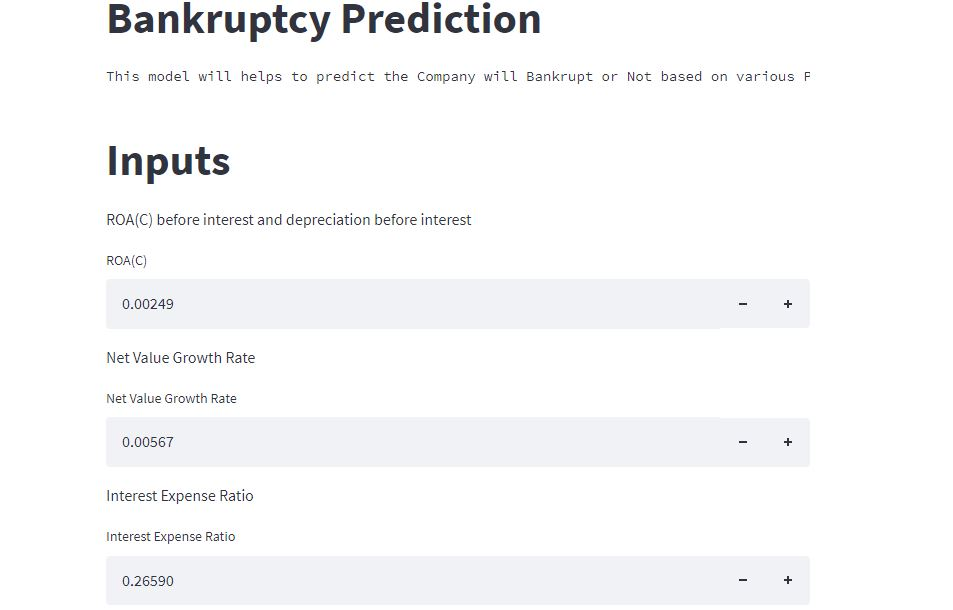 Bankruptcy Prediction
This model will helps to predict the Company will Bankrupt or Not based on various
Inputs
ROA(C) before interest and depreciation before interest
ROA(C)
0.00249 − +
Net Value Growth Rate
Net Value Growth Rate
0.00567 − +
Interest Expense Ratio
Interest Expense Ratio
0.26590 − +